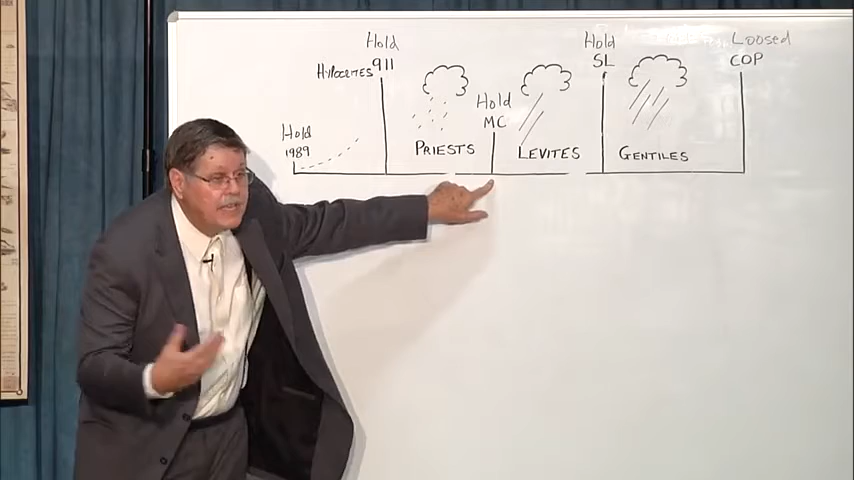 Hold
1989
Hypocrites
Hold
911
PRIESTS
Hold
MC
LEVITES
Hold
SL
GENTILES
Loosed
COP